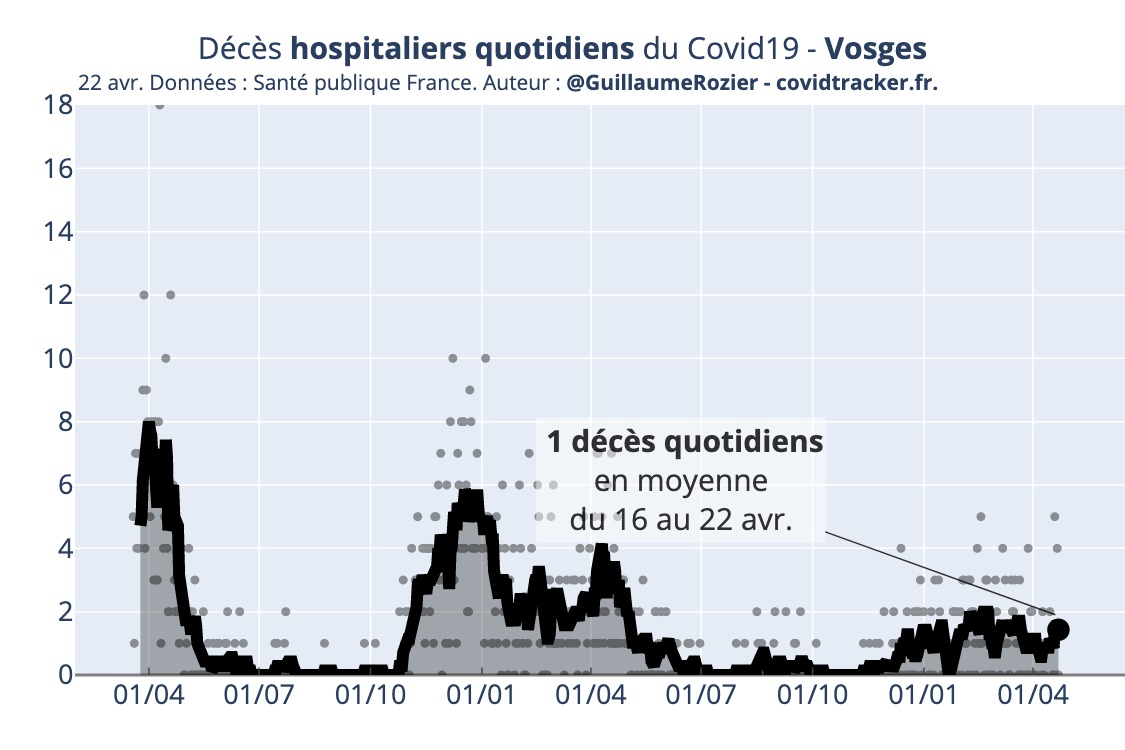 Décès hospitaliers quotidiens du Covid19 - Vosges
22 avr. Données : Santé publique France. Auteur : @GuillaumeRozier - covidtracker.fr.
18
16
14
12
10
8
6
4
2
0
1 décès quotidiens
en moyenne
du 16 au 22 avr.
01/04 01/07 01/10 01/01 01/04 01/07 01/10 01/01 01/04